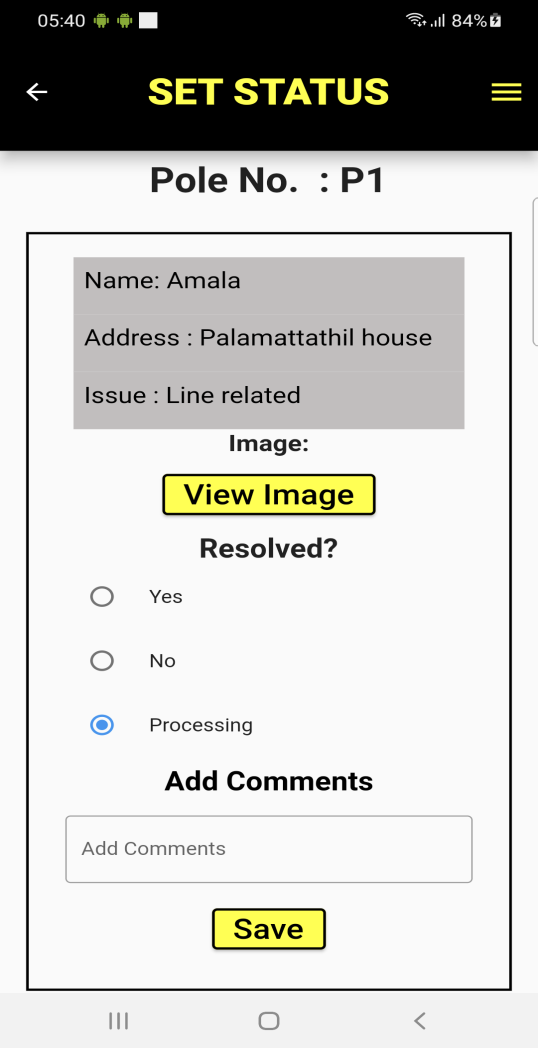 05:40 84%
SET STATUS
Pole No. : P1
Name: Amala
Address : Palamattathil house
Issue : Line related
Image:
View Image
Resolved?
Yes
No
Processing
Add Comments
Add Comments
Save